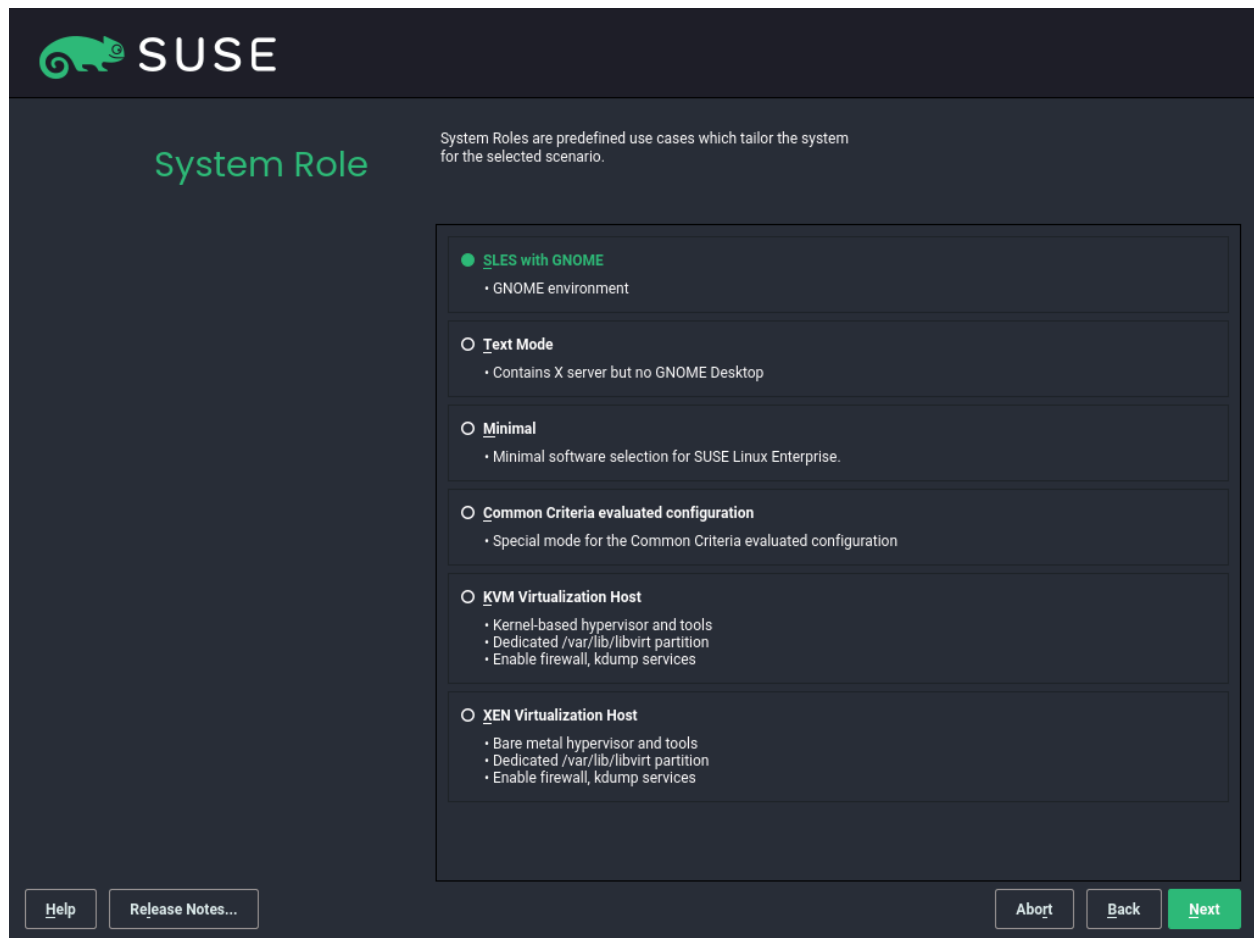 SUSE
System Role
System Roles are predefined use cases which tailor the system
for the selected scenario.
SLES with GNOME
• GNOME environment
Text Mode
• Contains X server but no GNOME Desktop
Minimal
• Minimal software selection for SUSE Linux Enterprise.
Common Criteria evaluated configuration
• Special mode for the Common Criteria evaluated configuration
KVM Virtualization Host
• Kernel-based hypervisor and tools
• Dedicated /var/lib/libvirt partition
• Enable firewall, kdump services
XEN Virtualization Host
• Bare metal hypervisor and tools
• Dedicated /var/lib/libvirt partition
• Enable firewall, kdump services
Help Release Notes... Abort Back Next